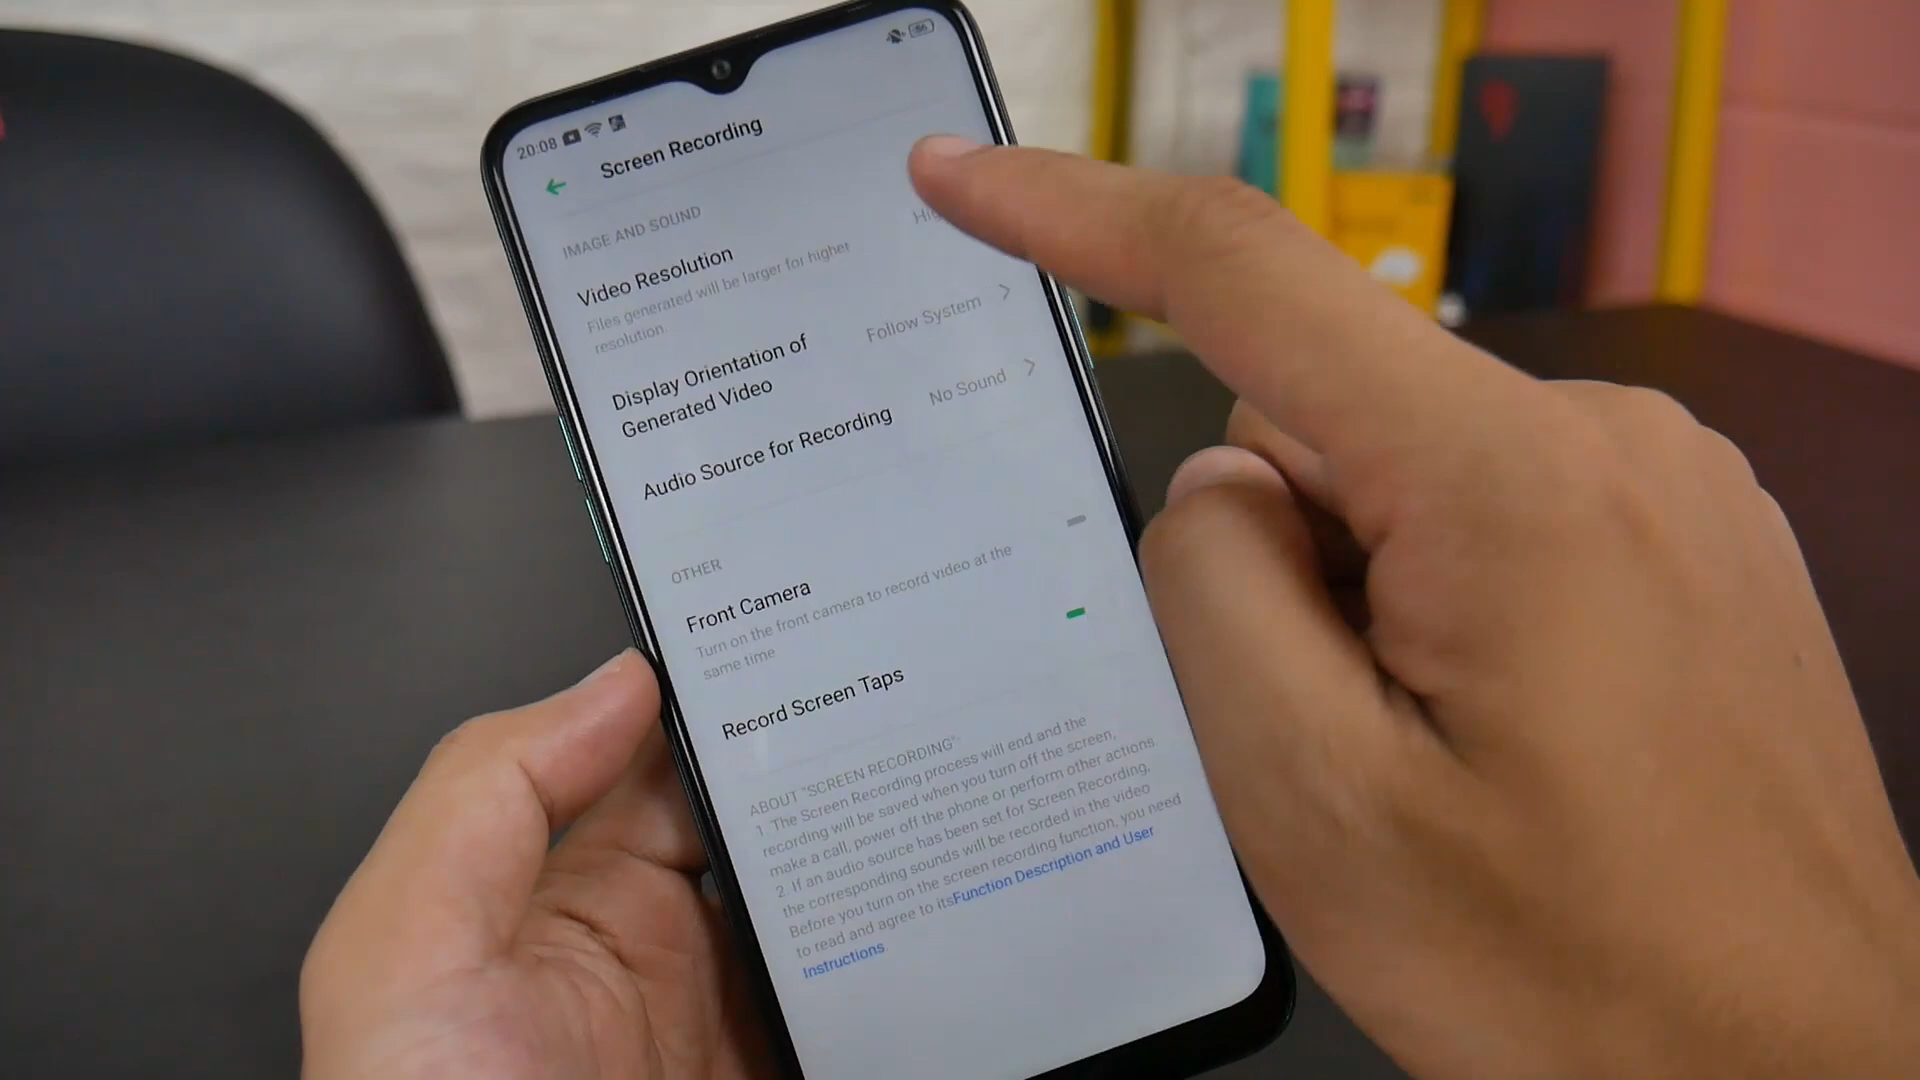 20:08
Screen Recording
IMAGE AND SOUND
Video Resolution
Files generated will be larger for higher
resolution.
Display Orientation of
Generated Video
Follow System
Audio Source for Recording
No Sound
OTHER
Front Camera
Turn on the front camera to record video at the
same time
Record Screen Taps
ABOUT "SCREEN RECORDING":
1. The Screen Recording process will end and the
recording will be saved when you turn off the screen,
make a call, power off the phone or perform other actions.
2. If an audio source has been set for Screen Recording,
the corresponding sounds will be recorded in the video
Before you turn on the screen recording function, you need
to read and agree to itsFunction Description and User
Instructions.